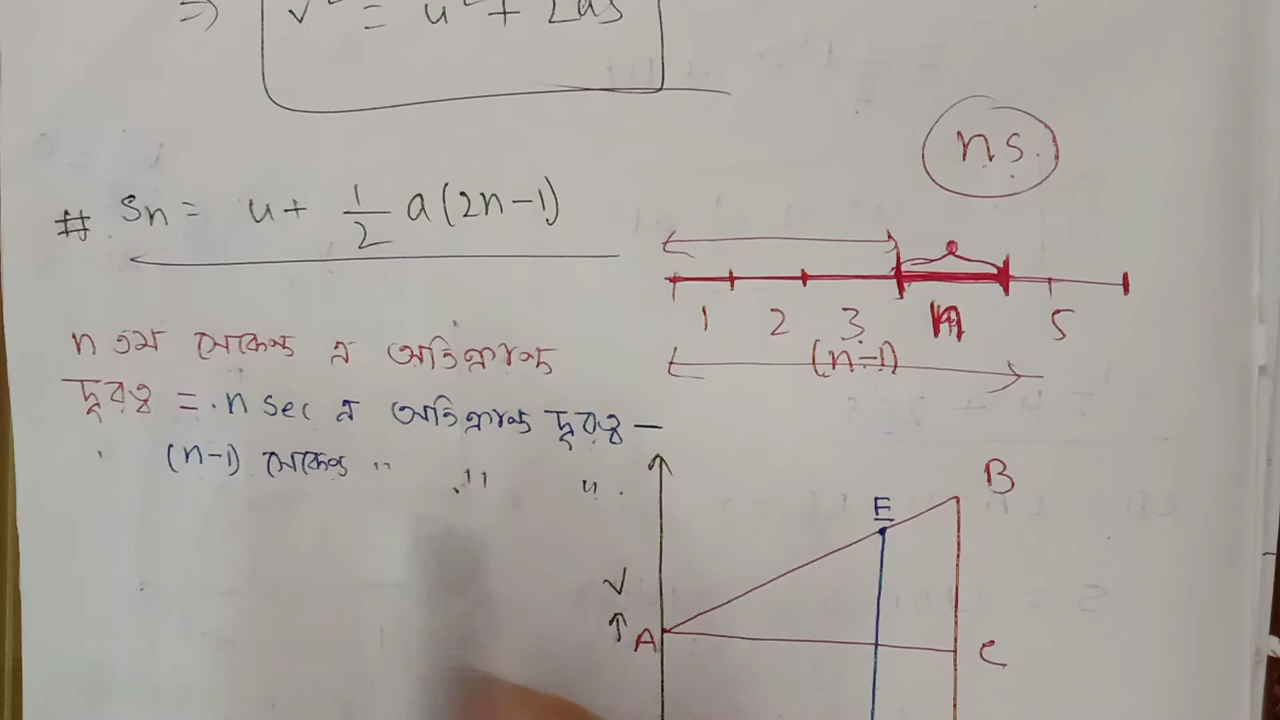 ⇒ v² = u² + 2as
ns.
# Sn = u + 1/2 a(2n-1)
1 2 3 n 5
(n-1)
n তম সেকেন্ড এ অতিক্রান্ত
দূরত্ব = n sec এ অতিক্রান্ত দূরত্ব —
(n-1) সেকেন্ড " " " .
B
E
V
↑
A
C